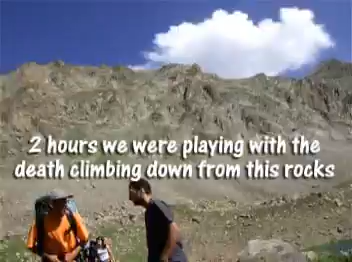 2 hours we were playing with the
death climbing down from this rocks